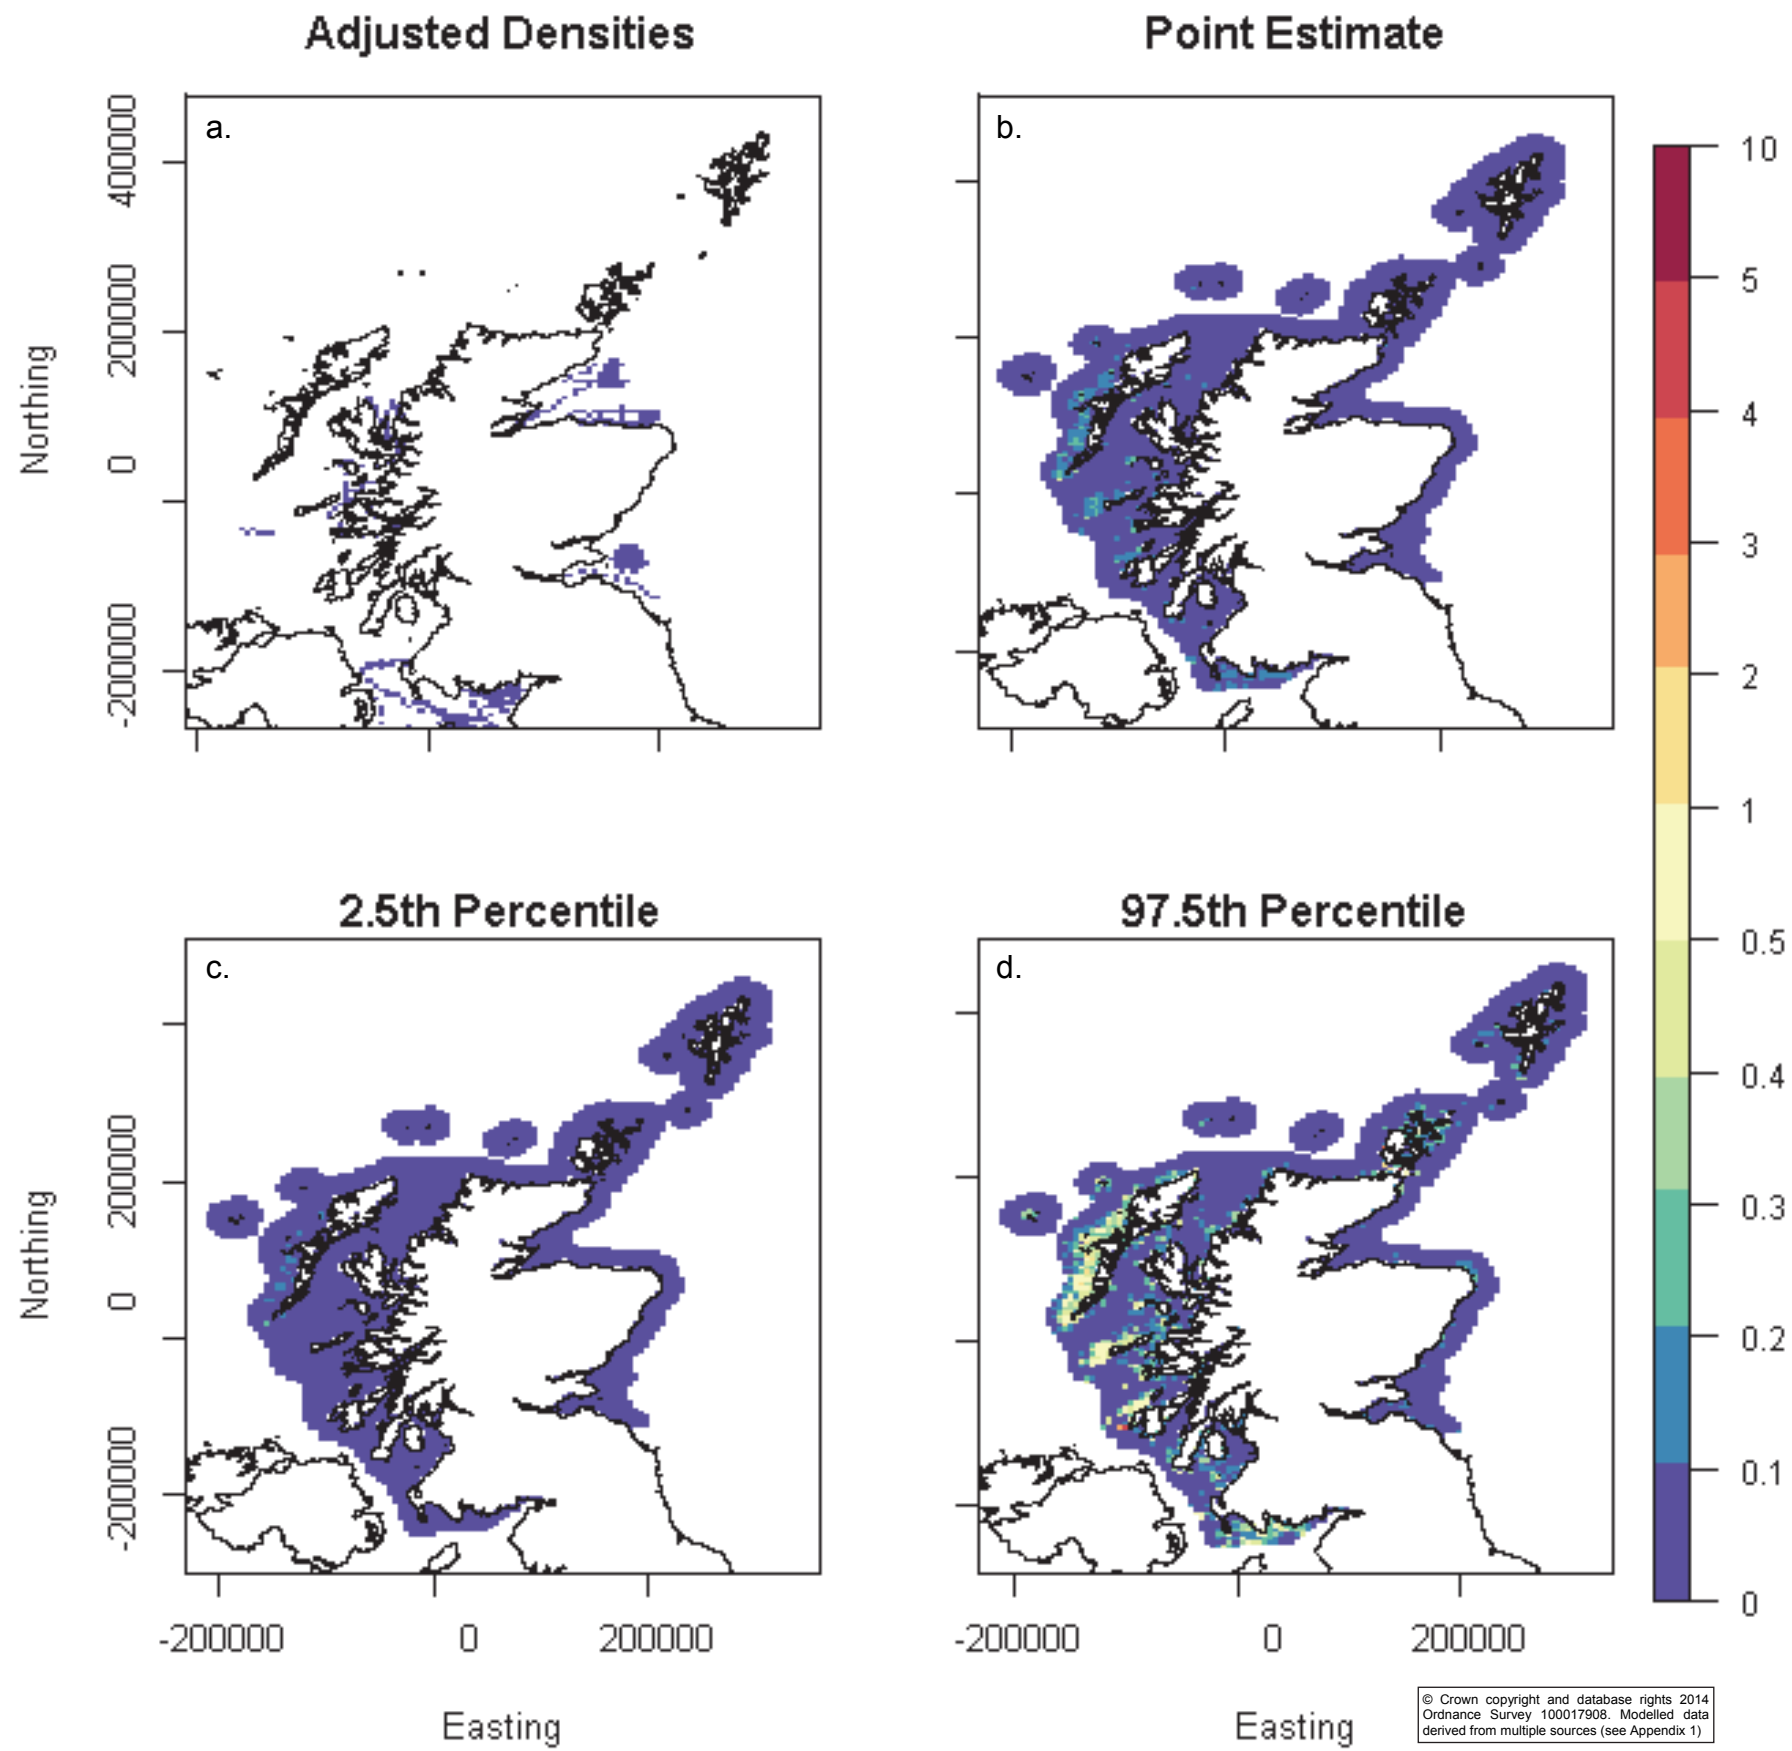 Adjusted Densities
Point Estimate
a.
b.
Northing
400000
200000
0
-200000
10
5
4
3
2
1
0.5
0.4
0.3
0.2
0.1
0
2.5th Percentile
97.5th Percentile
c.
d.
Northing
200000
0
-200000
-200000 0 200000
-200000 0 200000
Easting
Easting
© Crown copyright and database rights 2014
Ordnance Survey 100017908. Modelled data
derived from multiple sources (see Appendix 1)